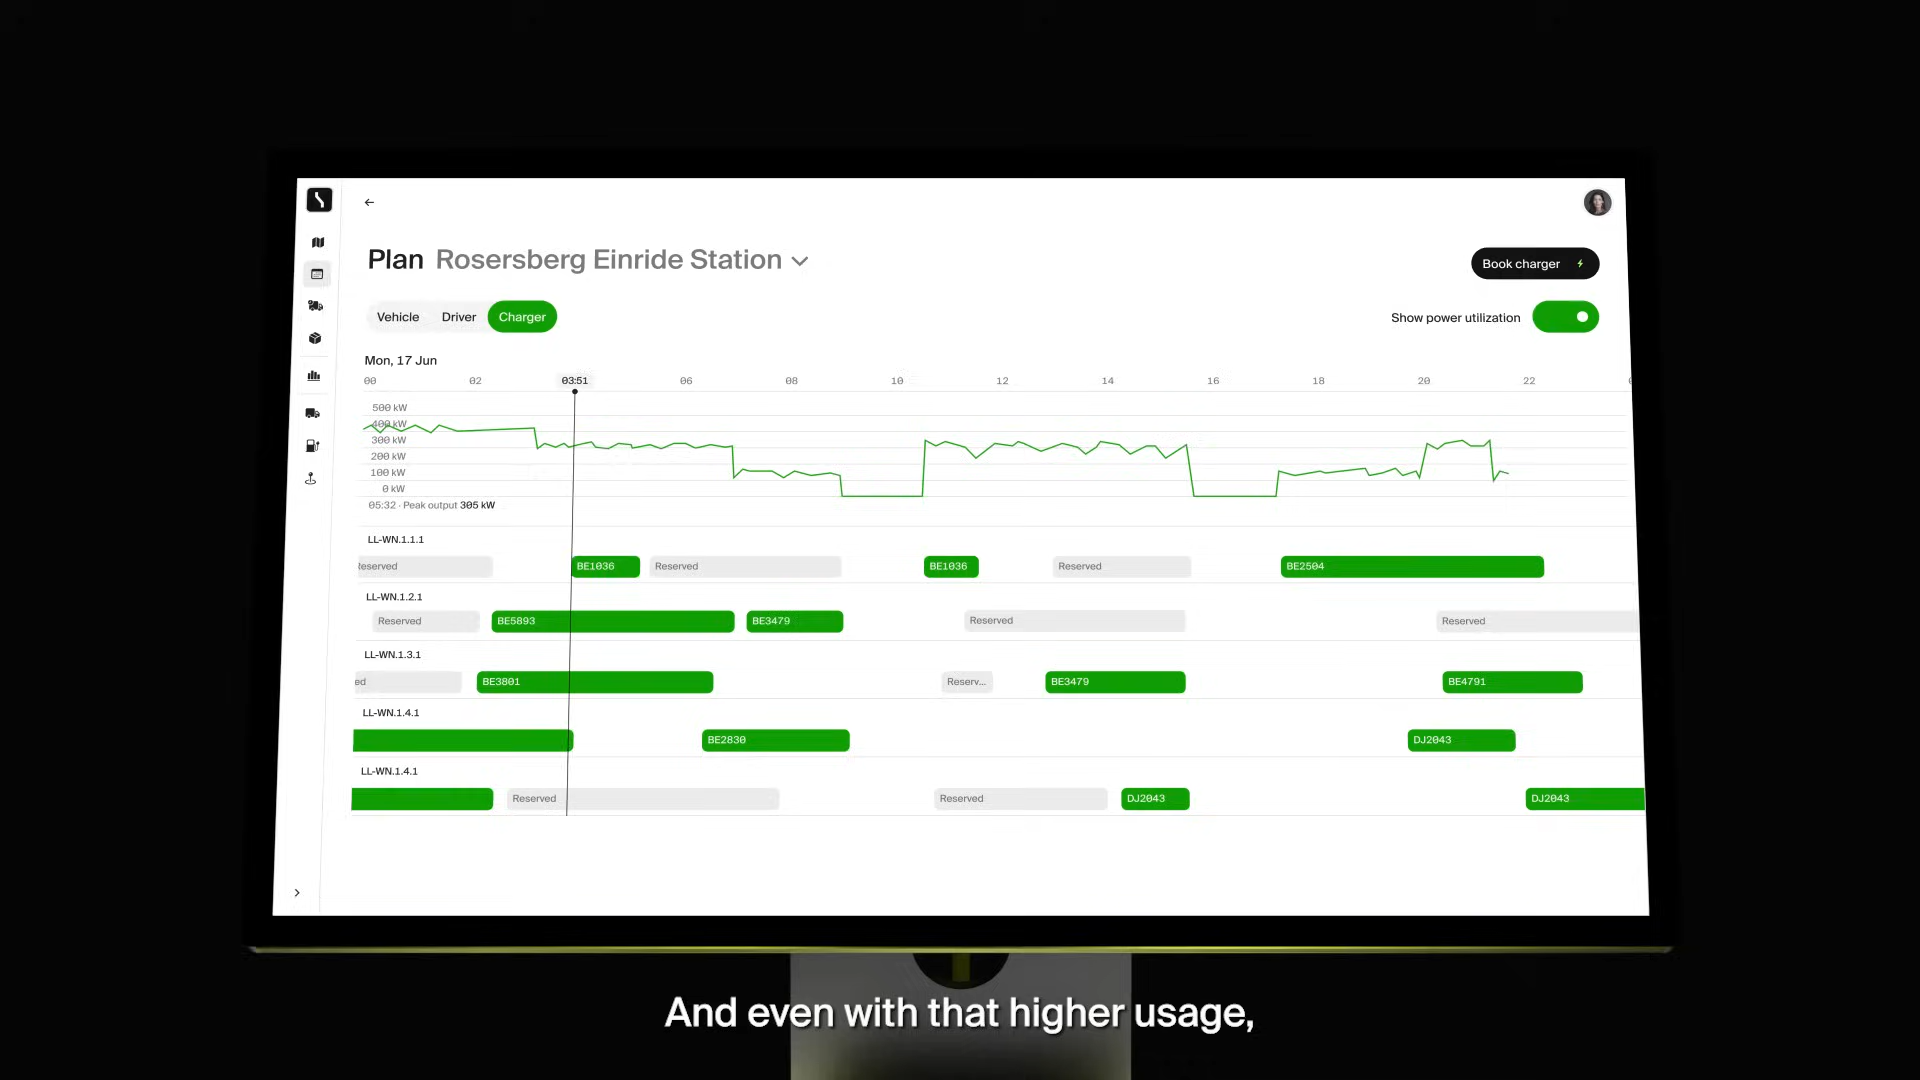 Plan Rosersberg Einride Station
Book charger
Vehicle Driver Charger
Show power utilization
Mon, 17 Jun
00 02 03:51 06 08 10 12 14 16 18 20 22
500 kW
400 kW
300 kW
200 kW
100 kW
0 kW
05:32 · Peak output 305 kW
LL-WN.1.1.1
Reserved BE1036 Reserved BE1036 Reserved BE2504
LL-WN.1.2.1
Reserved BE5893 BE3479 Reserved Reserved
LL-WN.1.3.1
ed BE3801 Reserv... BE3479 BE4791
LL-WN.1.4.1
BE2830 DJ2043
LL-WN.1.4.1
Reserved Reserved DJ2043 DJ2043
And even with that higher usage,